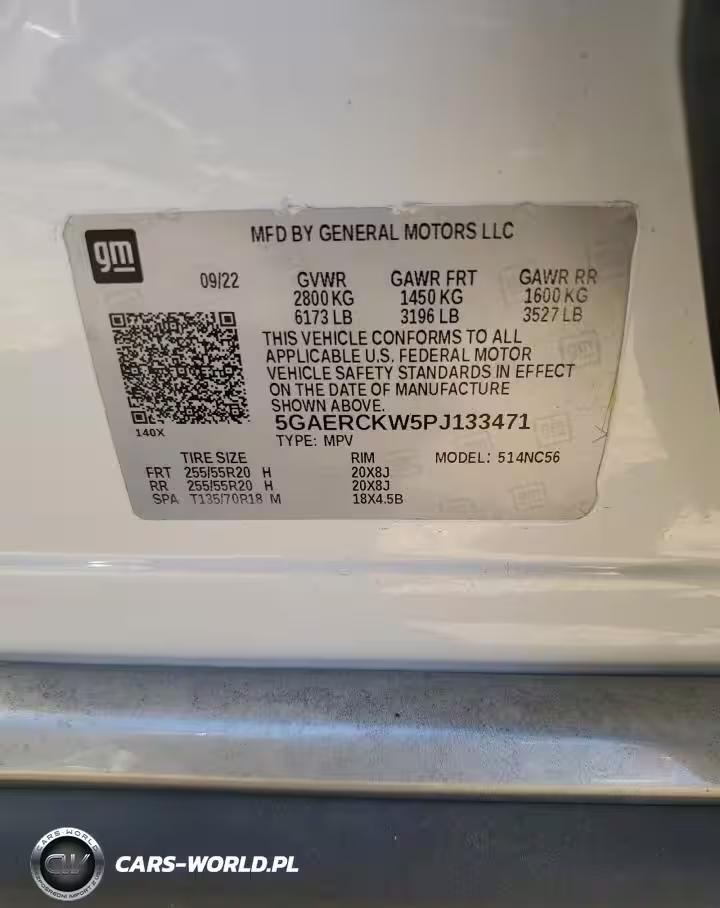 gm
MFD BY GENERAL MOTORS LLC
09/22 GVWR GAWR FRT GAWR RR
2800 KG 1450 KG 1600 KG
6173 LB 3196 LB 3527 LB
THIS VEHICLE CONFORMS TO ALL
APPLICABLE U.S. FEDERAL MOTOR
VEHICLE SAFETY STANDARDS IN EFFECT
ON THE DATE OF MANUFACTURE
SHOWN ABOVE.
140X
5GAERCKW5PJ133471
TYPE: MPV
TIRE SIZE RIM MODEL: 514NC56
FRT 255/55R20 H 20X8J
RR 255/55R20 H 20X8J
SPA T135/70R18 M 18X4.5B
CARS-WORLD
CW
CARS-WORLD.PL